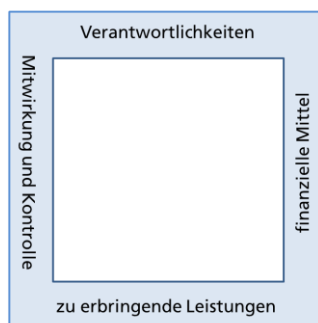 Verantwortlichkeiten
Mitwirkung und Kontrolle
finanzielle Mittel
zu erbringende Leistungen